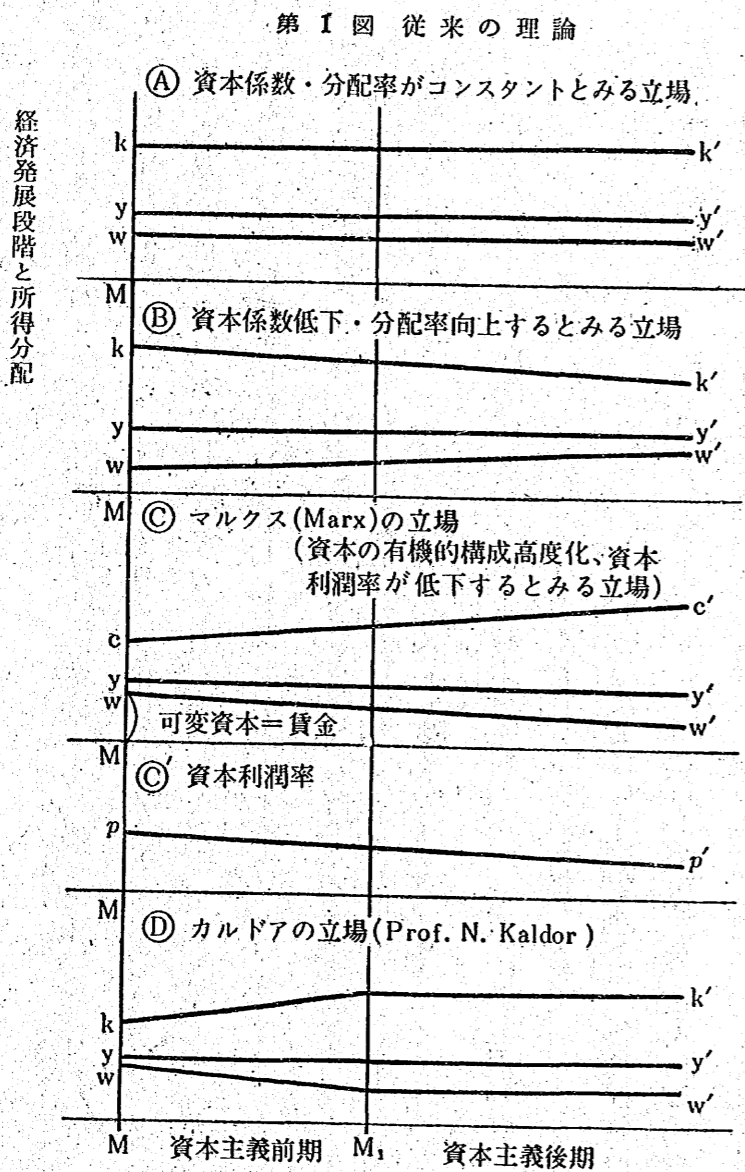 第 I 図 従来の理論
経済発展段階と所得分配
Ⓐ 資本係数・分配率がコンスタントとみる立場
k k′
y y′
w w′
M
Ⓑ 資本係数低下・分配率向上するとみる立場
k k′
y y′
w w′
M
Ⓒ マルクス(Marx)の立場
(資本の有機的構成高度化、資本
利潤率が低下するとみる立場)
c c′
y y′
w w′
可変資本=賃金
M
Ⓒ′ 資本利潤率
p p′
M
Ⓓ カルドアの立場(Prof. N. Kaldor)
k k′
y y′
w w′
M 資本主義前期 M₁ 資本主義後期